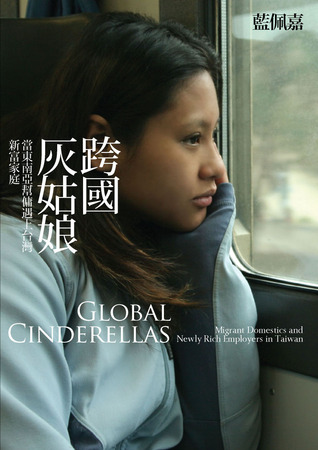 藍佩嘉
跨國
灰姑娘
當東南亞幫傭遇上台灣
新富家庭
GLOBAL
CINDERELLAS
Migrant Domestics and
Newly Rich Employers in Taiwan